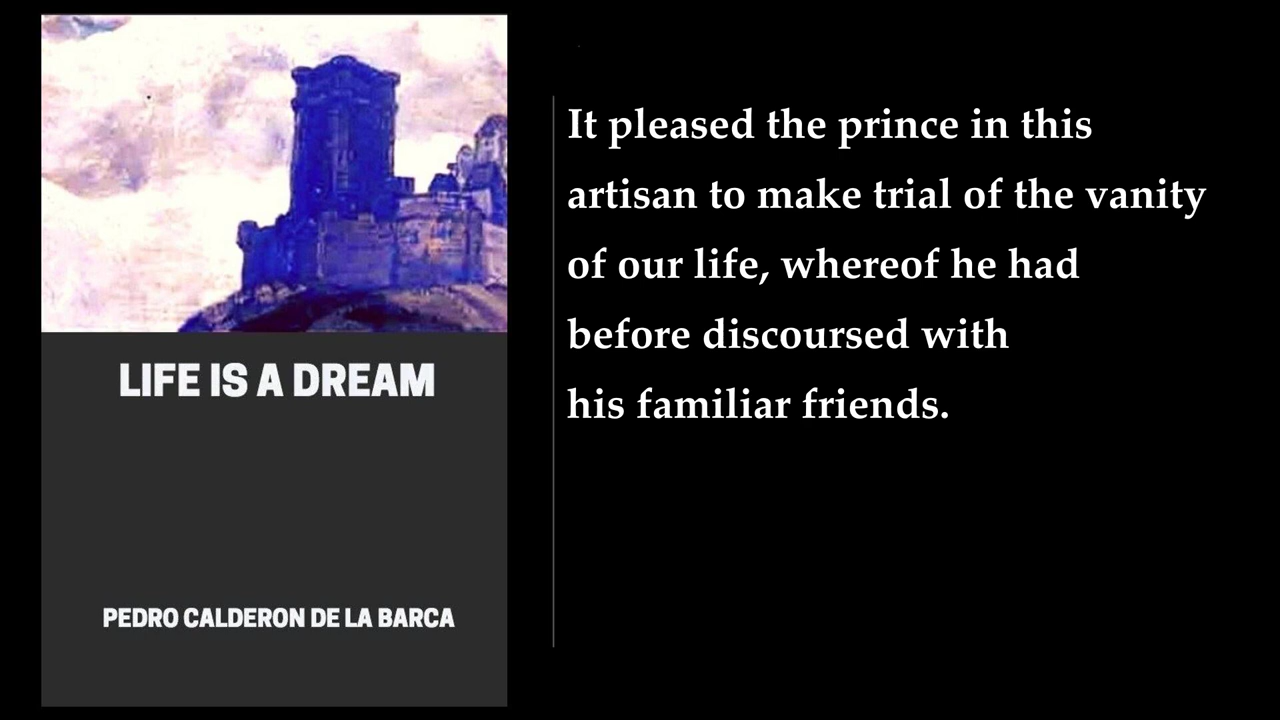 LIFE IS A DREAM
PEDRO CALDERON DE LA BARCA
It pleased the prince in this
artisan to make trial of the vanity
of our life, whereof he had
before discoursed with
his familiar friends.